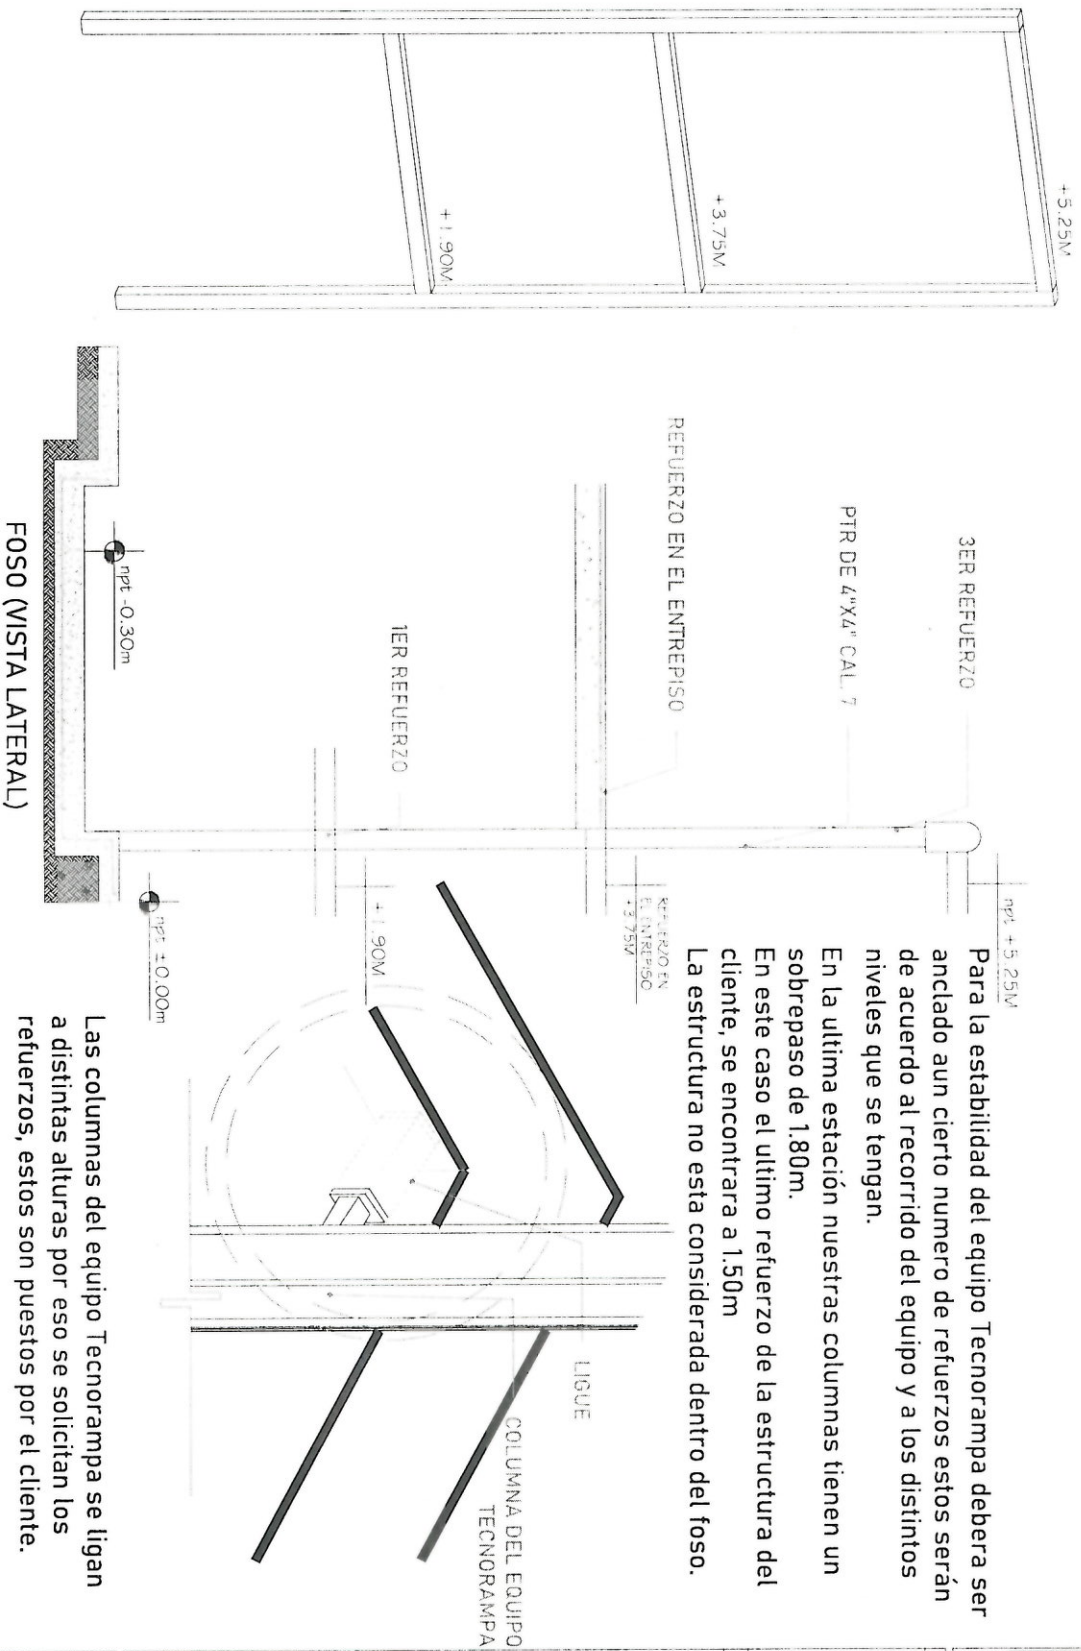 +5.25M
+3.75M
+1.90M
3ER REFUERZO
PTR DE 4"X4" CAL. 7
REFUERZO EN EL ENTREPISO
1ER REFUERZO
npt -0.30m
FOSO (VISTA LATERAL)
npt +5.25M
REFUERZO EN
EL ENTREPISO
+3.75M
+1.90M
npt ±0.00m
Para la estabilidad del equipo Tecnorampa debera ser
anclado aun cierto numero de refuerzos estos serán
de acuerdo al recorrido del equipo y a los distintos
niveles que se tengan.
En la ultima estación nuestras columnas tienen un
sobrepaso de 1.80m.
En este caso el ultimo refuerzo de la estructura del
cliente, se encontrara a 1.50m
La estructura no esta considerada dentro del foso.
LIGUE
COLUMNA DEL EQUIPO
TECNORAMPA
Las columnas del equipo Tecnorampa se ligan
a distintas alturas por eso se solicitan los
refuerzos, estos son puestos por el cliente.